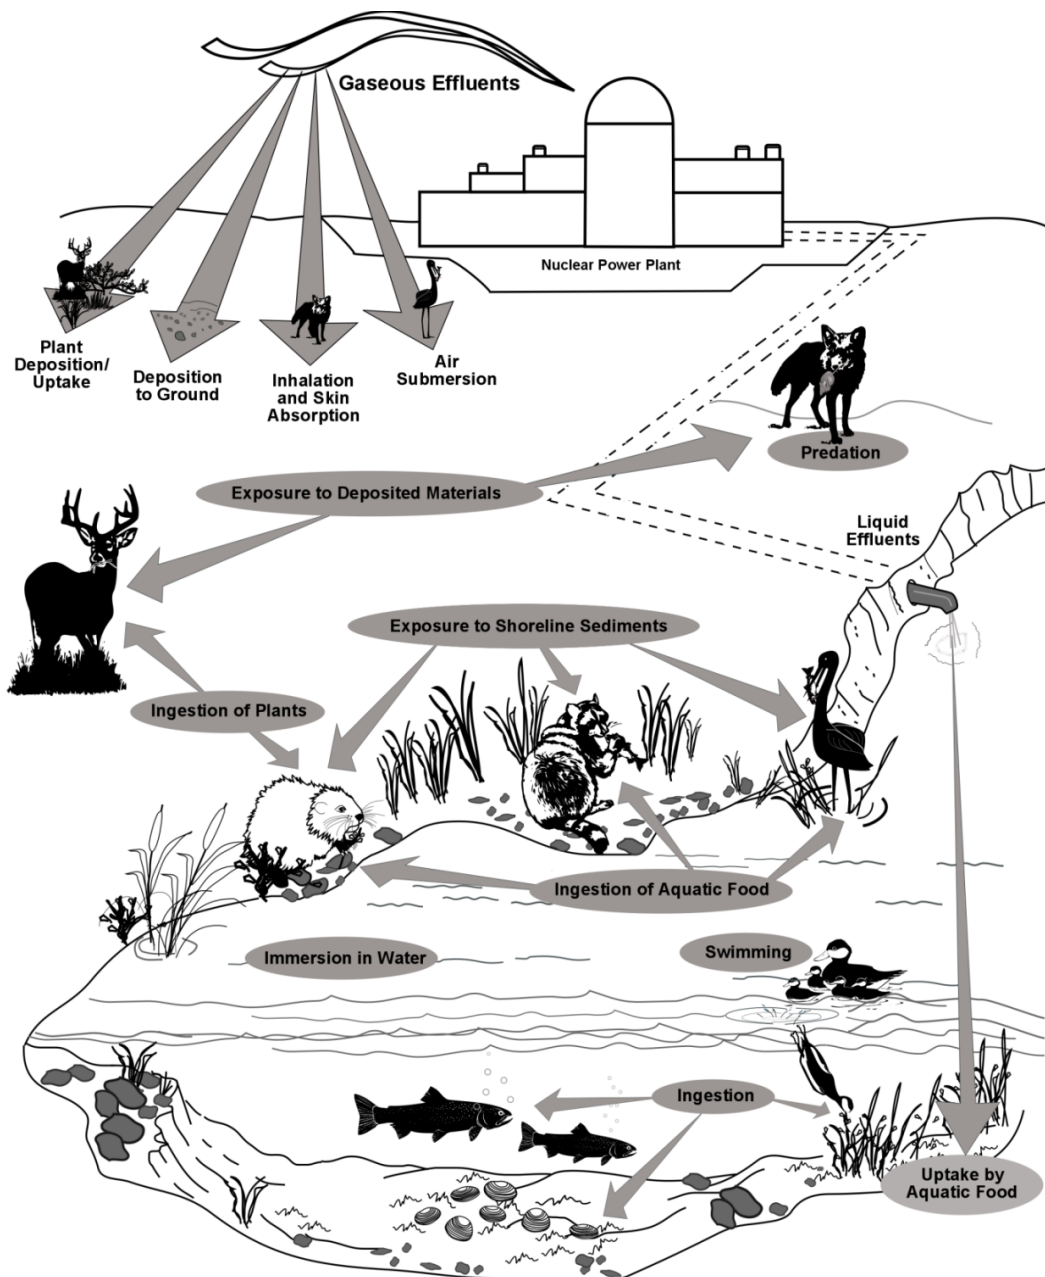 Gaseous Effluents
Nuclear Power Plant
Plant
Deposition/
Uptake
Deposition
to Ground
Inhalation
and Skin
Absorption
Air
Submersion
Predation
Exposure to Deposited Materials
Liquid
Effluents
Exposure to Shoreline Sediments
Ingestion of Plants
Ingestion of Aquatic Food
Immersion in Water
Swimming
Ingestion
Uptake by
Aquatic Food